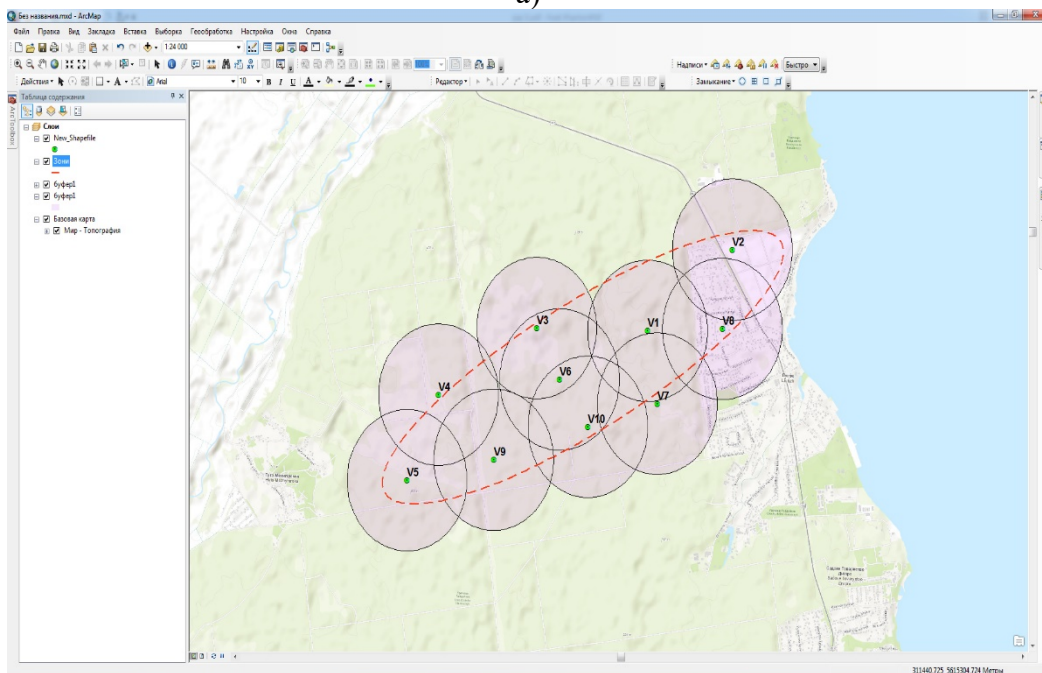 а)
Без названия.mxd - ArcMap
Файл Правка Вид Закладка Вставка Выборка Геообработка Настройка Окна Справка
1:24 000
Надписи
Быстро
Действия
Arial
10
Ж
Редактор
Замыкание
Таблица содержания
ArcToolbox
Слои
New_Shapefile
Зони
буфер1
буфер1
Базовая карта
Мир - Топография
V2
V3
V1
V8
V4
V6
V7
V10
V9
V5
311440,725 5615304,724 Метры